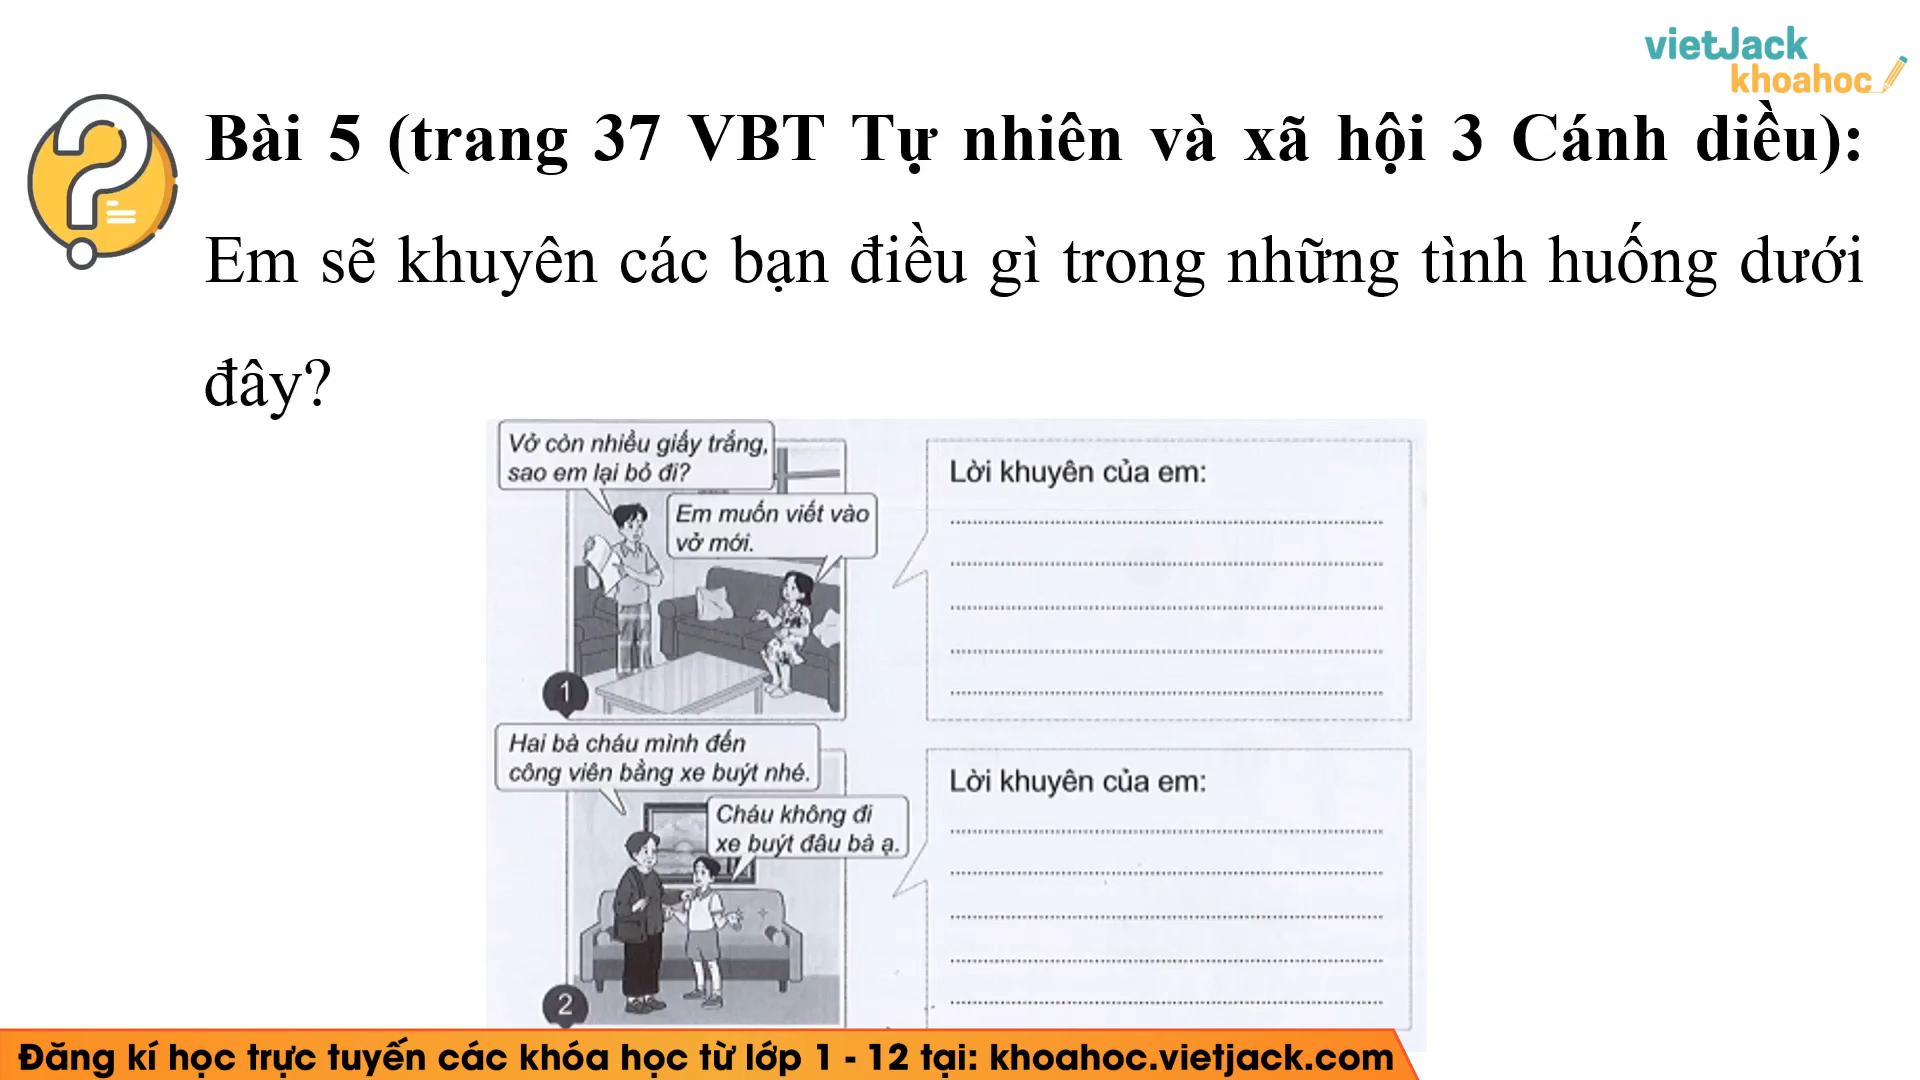 vietJack
khoahoc
Bài 5 (trang 37 VBT Tự nhiên và xã hội 3 Cánh diều):
Em sẽ khuyên các bạn điều gì trong những tình huống dưới
đây?
Vở còn nhiều giấy trắng,
sao em lại bỏ đi?
Em muốn viết vào
vở mới.
1
Lời khuyên của em:
Hai bà cháu mình đến
công viên bằng xe buýt nhé.
Cháu không đi
xe buýt đâu bà ạ.
2
Lời khuyên của em:
Đăng kí học trực tuyến các khóa học từ lớp 1 - 12 tại: khoahoc.vietjack.com